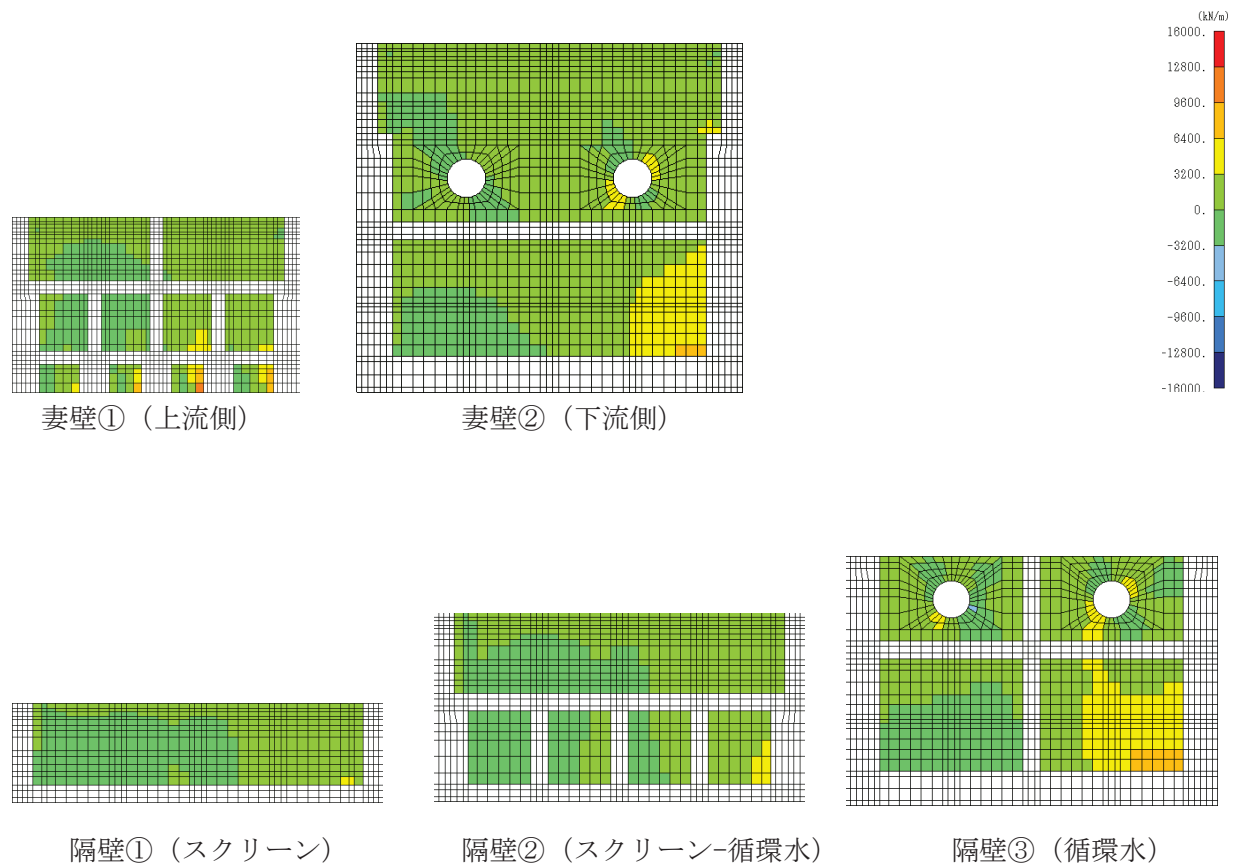 (kN/m)
16000.
12800.
9600.
6400.
3200.
0.
-3200.
-6400.
-9600.
-12800.
-16000.
妻壁①（上流側）
妻壁②（下流側）
隔壁①（スクリーン）
隔壁②（スクリーン-循環水）
隔壁③（循環水）